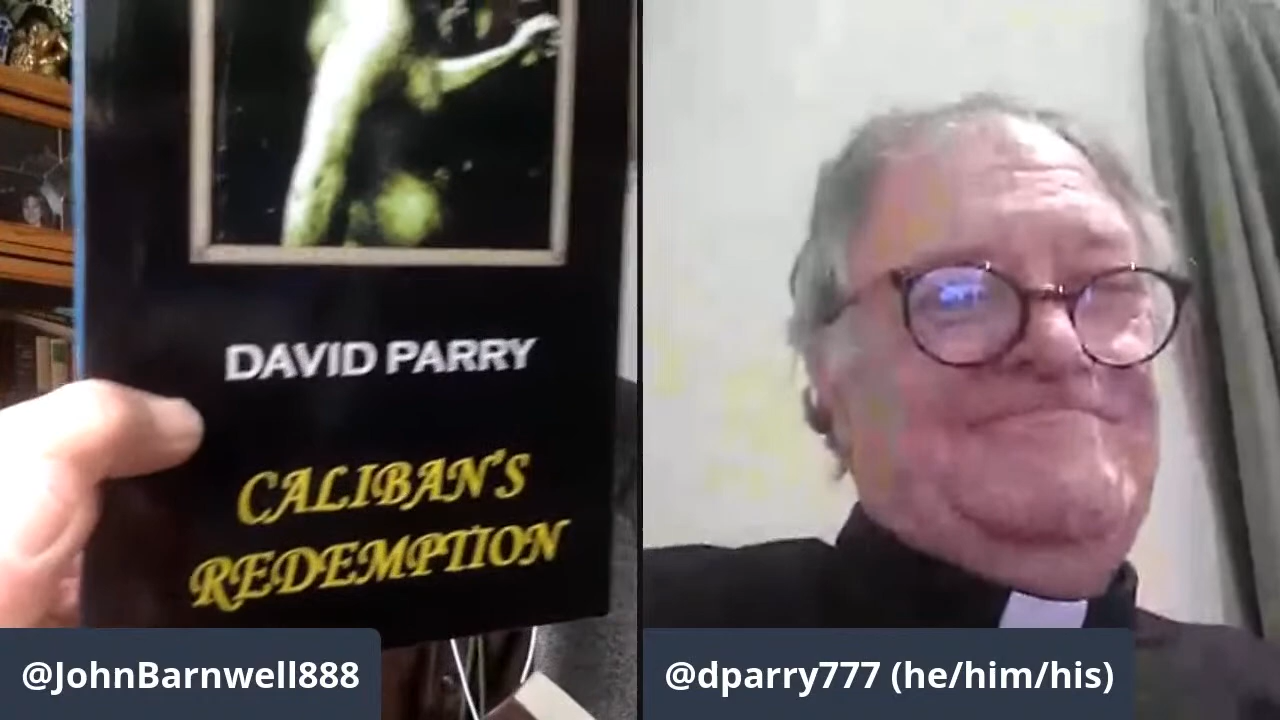 DAVID PARRY
CALIBAN'S
REDEMPTION
@JohnBarnwell888
@dparry777 (he/him/his)